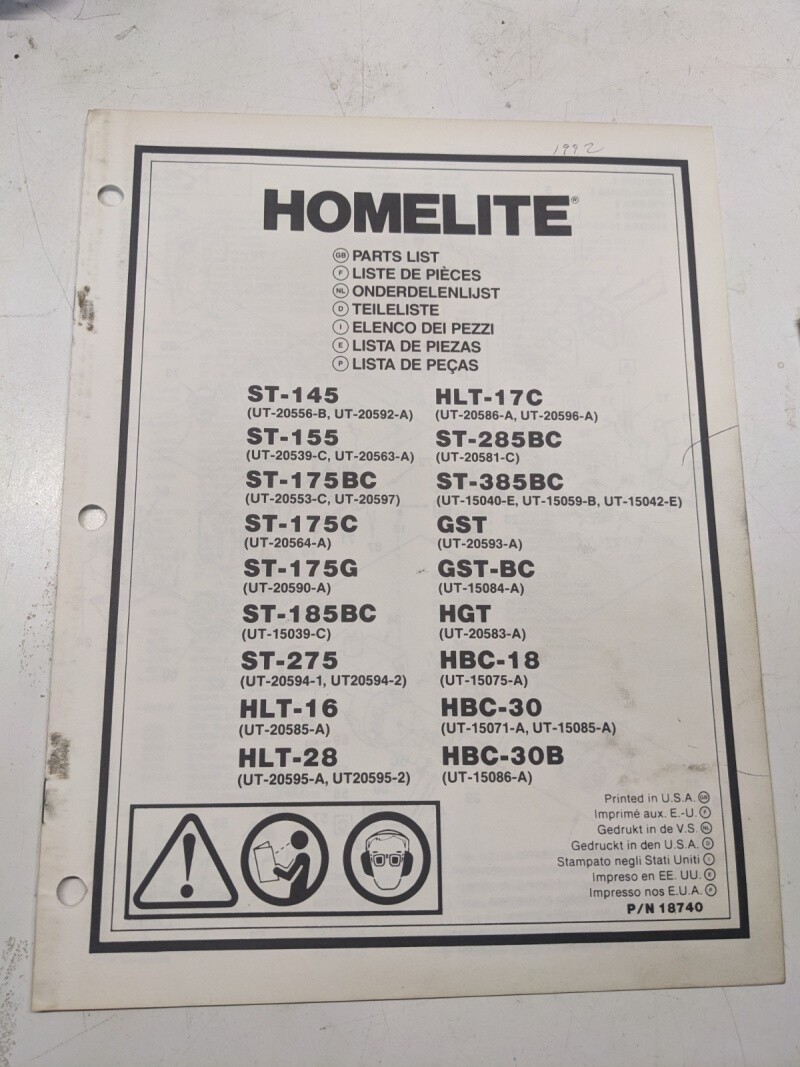 1992
HOMELITE®
GB PARTS LIST
F LISTE DE PIÈCES
NL ONDERDELENLIJST
D TEILELISTE
I ELENCO DEI PEZZI
E LISTA DE PIEZAS
P LISTA DE PEÇAS
ST-145
(UT-20556-B, UT-20592-A)
ST-155
(UT-20539-C, UT-20563-A)
ST-175BC
(UT-20553-C, UT-20597)
ST-175C
(UT-20564-A)
ST-175G
(UT-20590-A)
ST-185BC
(UT-15039-C)
ST-275
(UT-20594-1, UT20594-2)
HLT-16
(UT-20585-A)
HLT-28
(UT-20595-A, UT20595-2)
HLT-17C
(UT-20586-A, UT-20596-A)
ST-285BC
(UT-20581-C)
ST-385BC
(UT-15040-E, UT-15059-B, UT-15042-E)
GST
(UT-20593-A)
GST-BC
(UT-15084-A)
HGT
(UT-20583-A)
HBC-18
(UT-15075-A)
HBC-30
(UT-15071-A, UT-15085-A)
HBC-30B
(UT-15086-A)
Printed in U.S.A. GB
Imprimé aux. E.-U. F
Gedrukt in de V.S. NL
Gedruckt in den U.S.A. D
Stampato negli Stati Uniti I
Impreso en EE. UU. E
Impresso nos E.U.A. P
P/N 18740